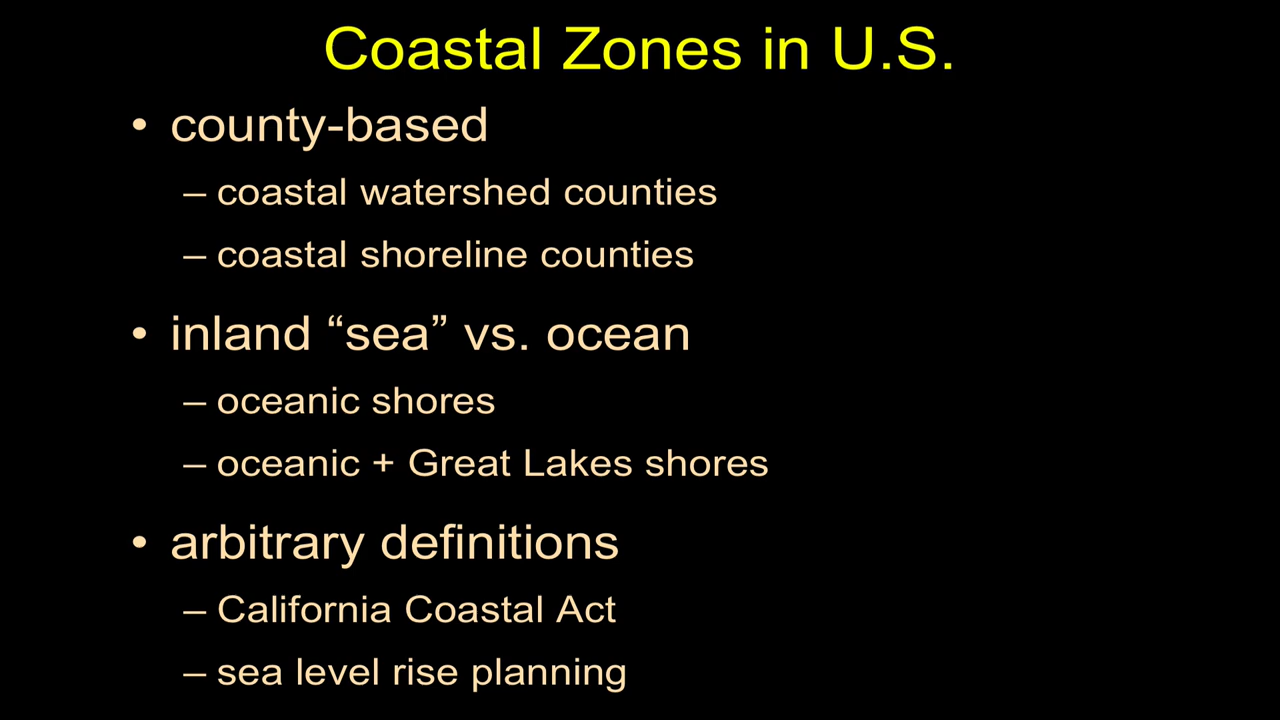 Coastal Zones in U.S.
• county-based
– coastal watershed counties
– coastal shoreline counties
• inland “sea” vs. ocean
– oceanic shores
– oceanic + Great Lakes shores
• arbitrary definitions
– California Coastal Act
– sea level rise planning